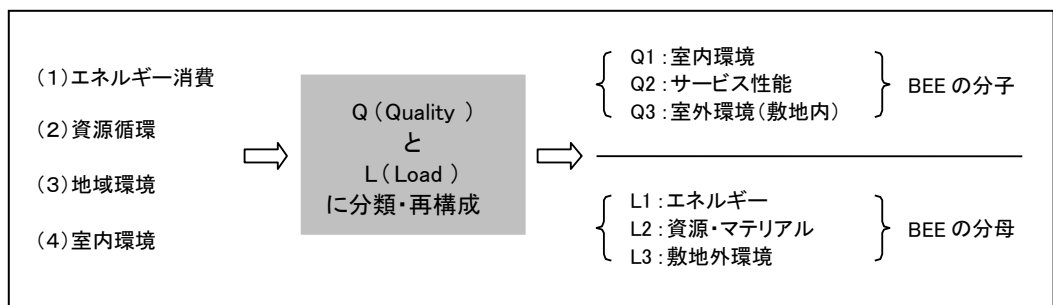 (1)エネルギー消費
(2)資源循環
(3)地域環境
(4)室内環境
Q(Quality )
と
L(Load )
に分類・再構成
Q1:室内環境
Q2:サービス性能
Q3:室外環境(敷地内)
BEE の分子
L1:エネルギー
L2:資源・マテリアル
L3:敷地外環境
BEE の分母